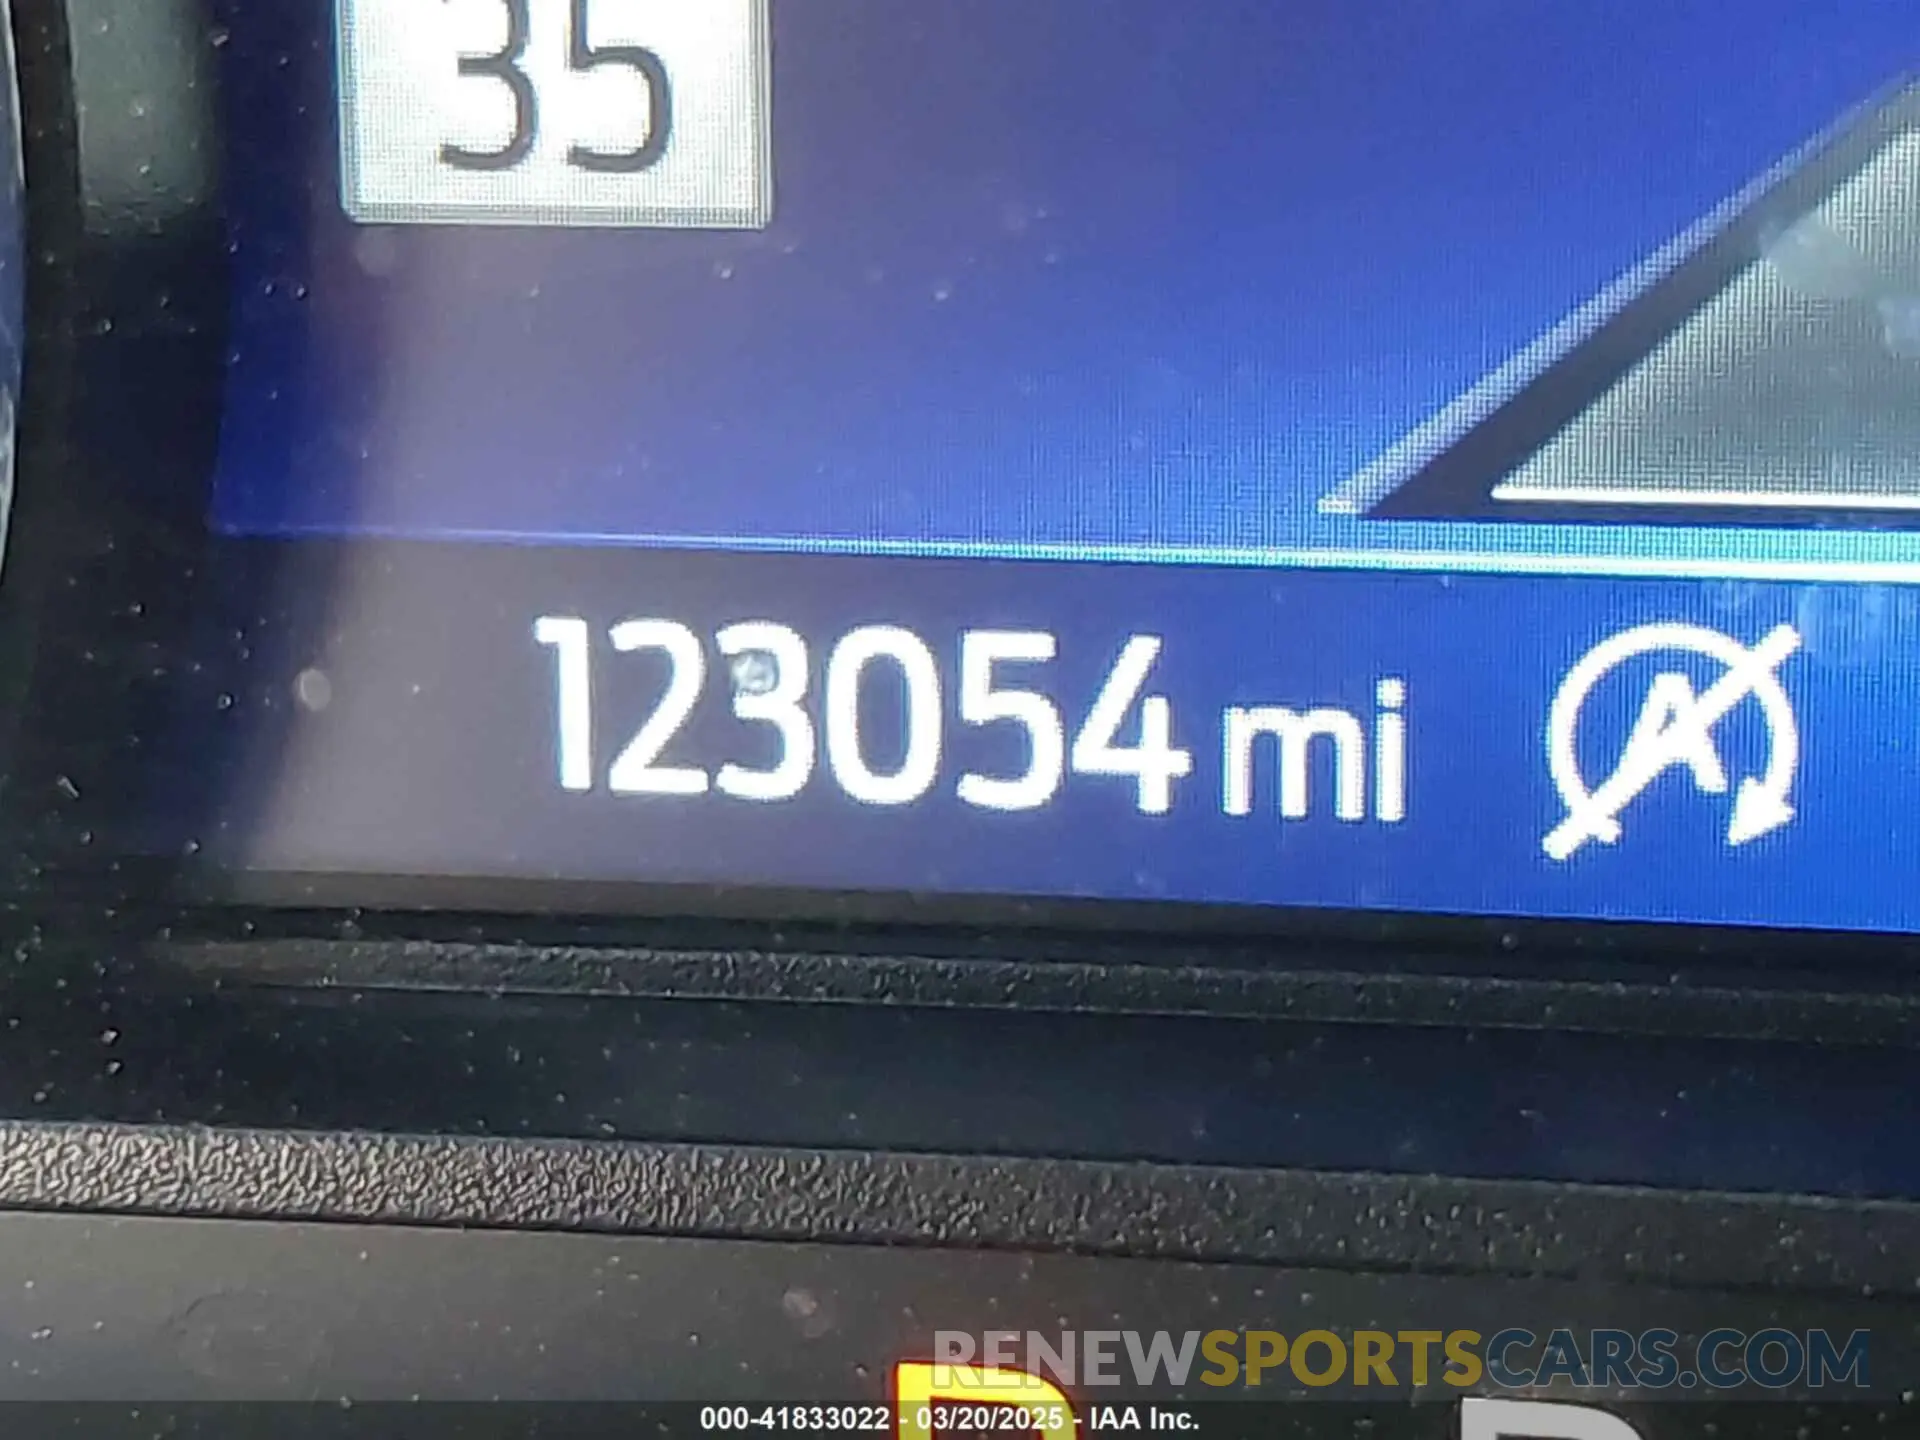 35
123054 mi
A
RENEWSPORTSCARS.COM
000-41833022 - 03/20/2025 - IAA Inc.